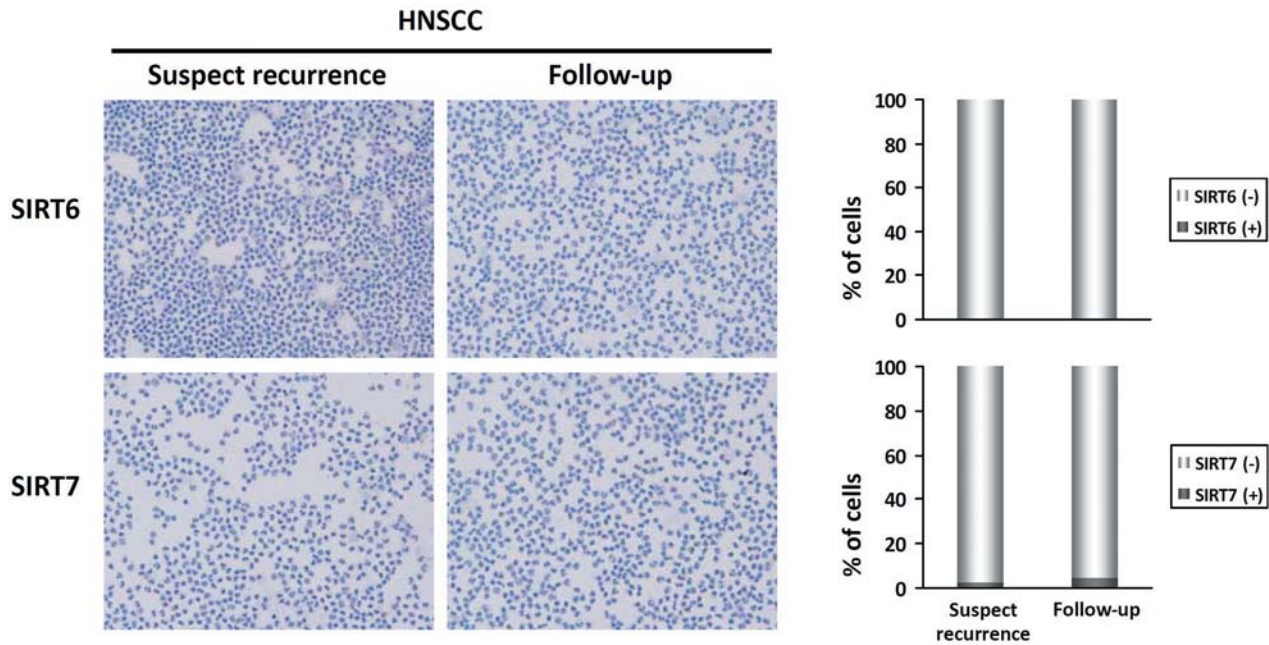 HNSCC
Suspect recurrence
Follow-up
SIRT6
SIRT7
100
80
60
40
20
0
% of cells
SIRT6 (-)
SIRT6 (+)
100
80
60
40
20
0
% of cells
SIRT7 (-)
SIRT7 (+)
Suspect
recurrence
Follow-up